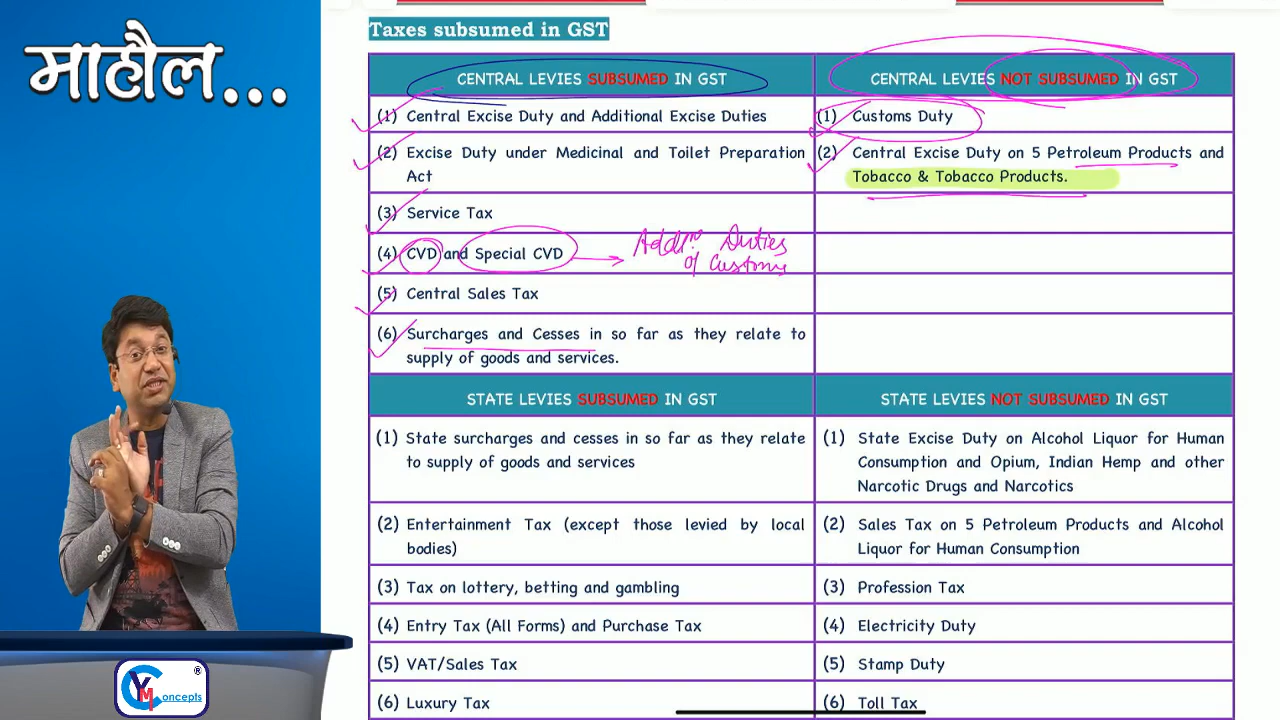 माहौल...
Taxes subsumed in GST
CENTRAL LEVIES SUBSUMED IN GST
CENTRAL LEVIES NOT SUBSUMED IN GST
(1) Central Excise Duty and Additional Excise Duties
(1) Customs Duty
(2) Excise Duty under Medicinal and Toilet Preparation
Act
(2) Central Excise Duty on 5 Petroleum Products and
Tobacco & Tobacco Products.
(3) Service Tax
(4) CVD and Special CVD
Addnl Duties
of Customs
(5) Central Sales Tax
(6) Surcharges and Cesses in so far as they relate to
supply of goods and services.
STATE LEVIES SUBSUMED IN GST
STATE LEVIES NOT SUBSUMED IN GST
(1) State surcharges and cesses in so far as they relate
to supply of goods and services
(1) State Excise Duty on Alcohol Liquor for Human
Consumption and Opium, Indian Hemp and other
Narcotic Drugs and Narcotics
(2) Entertainment Tax (except those levied by local
bodies)
(2) Sales Tax on 5 Petroleum Products and Alcohol
Liquor for Human Consumption
(3) Tax on lottery, betting and gambling
(3) Profession Tax
(4) Entry Tax (All Forms) and Purchase Tax
(4) Electricity Duty
(5) VAT/Sales Tax
(5) Stamp Duty
(6) Luxury Tax
(6) Toll Tax
YM Concepts ®